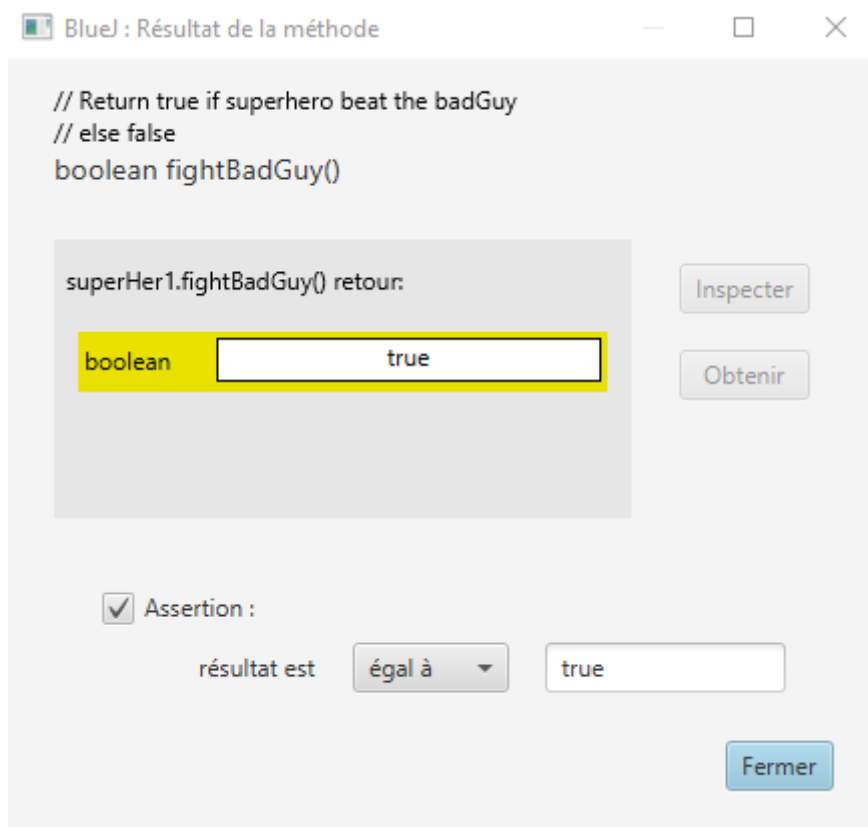 BlueJ : Résultat de la méthode
// Return true if superhero beat the badGuy
// else false
boolean fightBadGuy()
superHer1.fightBadGuy() retour:
Inspecter
boolean true
Obtenir
Assertion :
résultat est égal à true
Fermer